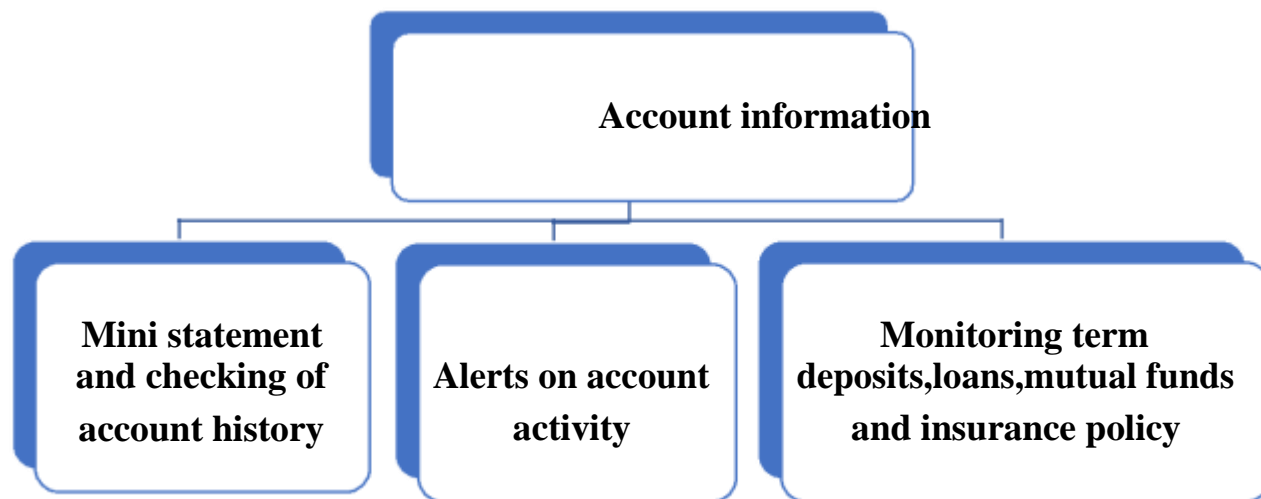 Account information
Mini statement
and checking of
account history
Alerts on account
activity
Monitoring term
deposits,loans,mutual funds
and insurance policy